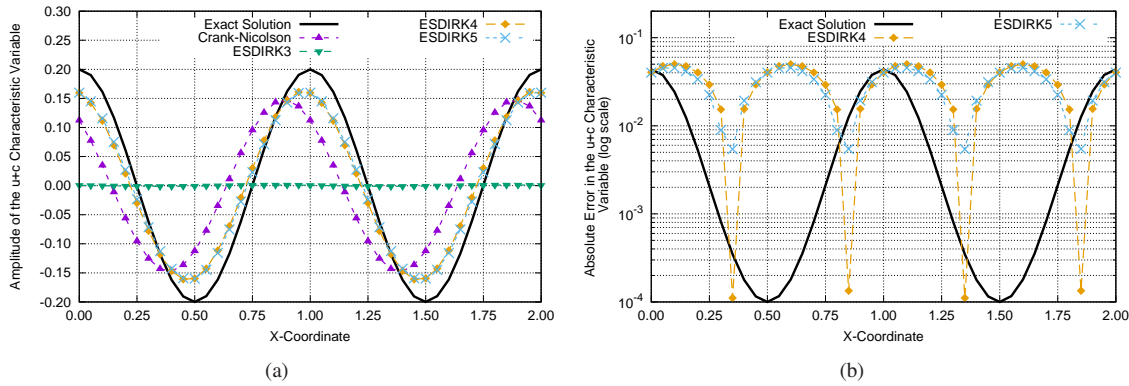 Exact Solution
Crank-Nicolson
ESDIRK3
ESDIRK4
ESDIRK5
0.30
0.25
0.20
0.15
0.10
0.05
0.00
-0.05
-0.10
-0.15
-0.20
Amplitude of the u+c Characteristic Variable
0.00 0.25 0.50 0.75 1.00 1.25 1.50 1.75 2.00
X-Coordinate
(a)
Exact Solution
ESDIRK4
ESDIRK5
10-1
10-2
10-3
10-4
Absolute Error in the u+c Characteristic
Variable (log scale)
0.00 0.25 0.50 0.75 1.00 1.25 1.50 1.75 2.00
X-Coordinate
(b)